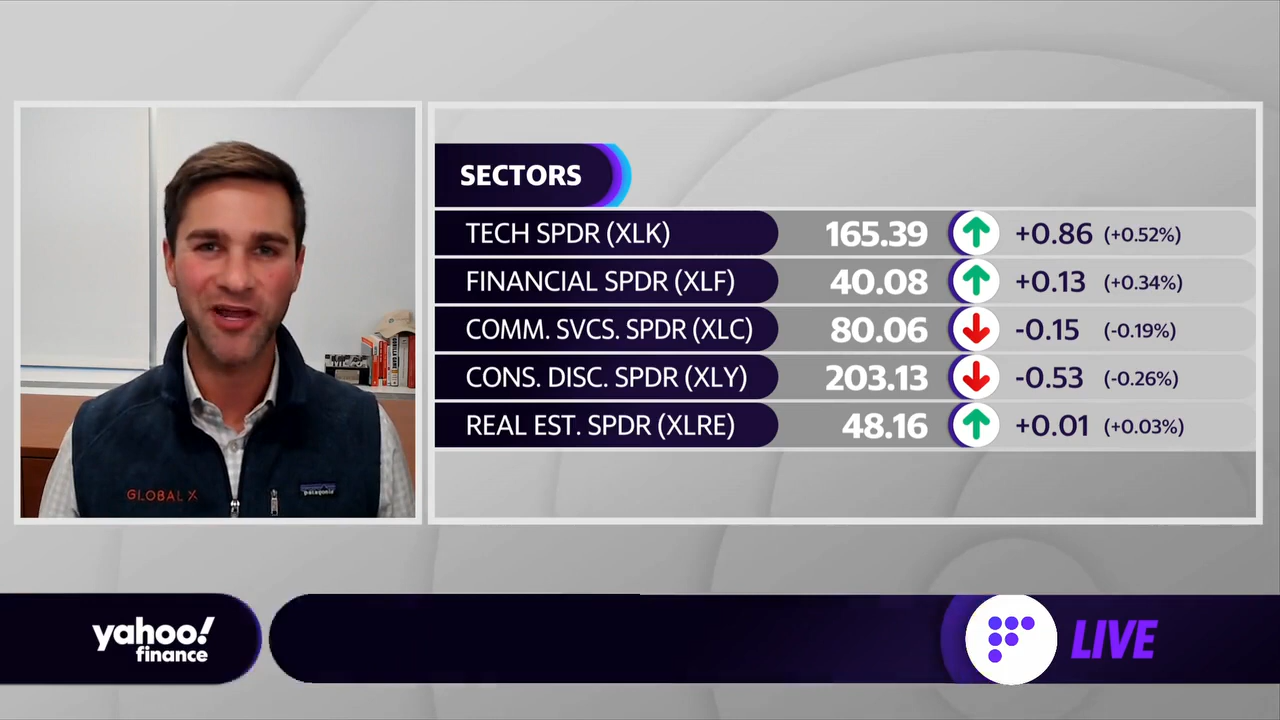 SECTORS
TECH SPDR (XLK) 165.39 +0.86 (+0.52%)
FINANCIAL SPDR (XLF) 40.08 +0.13 (+0.34%)
COMM. SVCS. SPDR (XLC) 80.06 -0.15 (-0.19%)
CONS. DISC. SPDR (XLY) 203.13 -0.53 (-0.26%)
REAL EST. SPDR (XLRE) 48.16 +0.01 (+0.03%)
GLOBAL X
patagonia
yahoo!
finance
LIVE